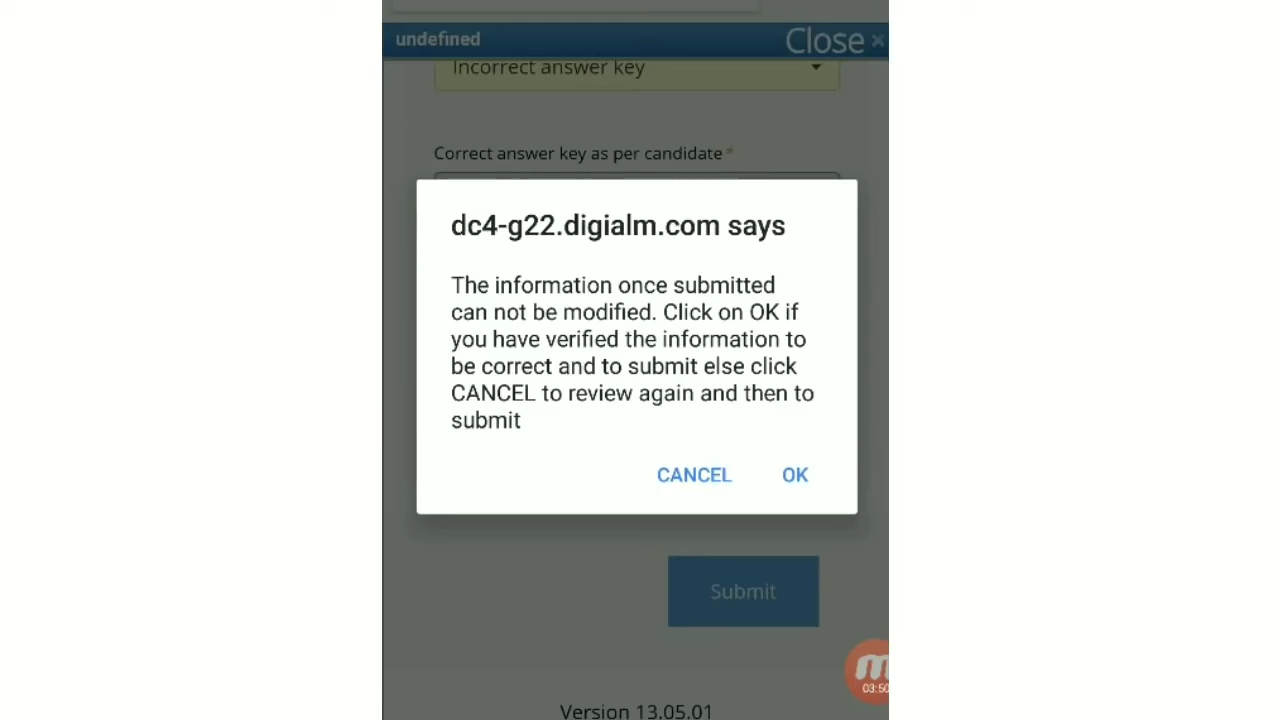 undefined
Close ×
Incorrect answer key
Correct answer key as per candidate *
dc4-g22.digialm.com says
The information once submitted
can not be modified. Click on OK if
you have verified the information to
be correct and to submit else click
CANCEL to review again and then to
submit
CANCEL OK
Submit
m
03:50
Version 13.05.01